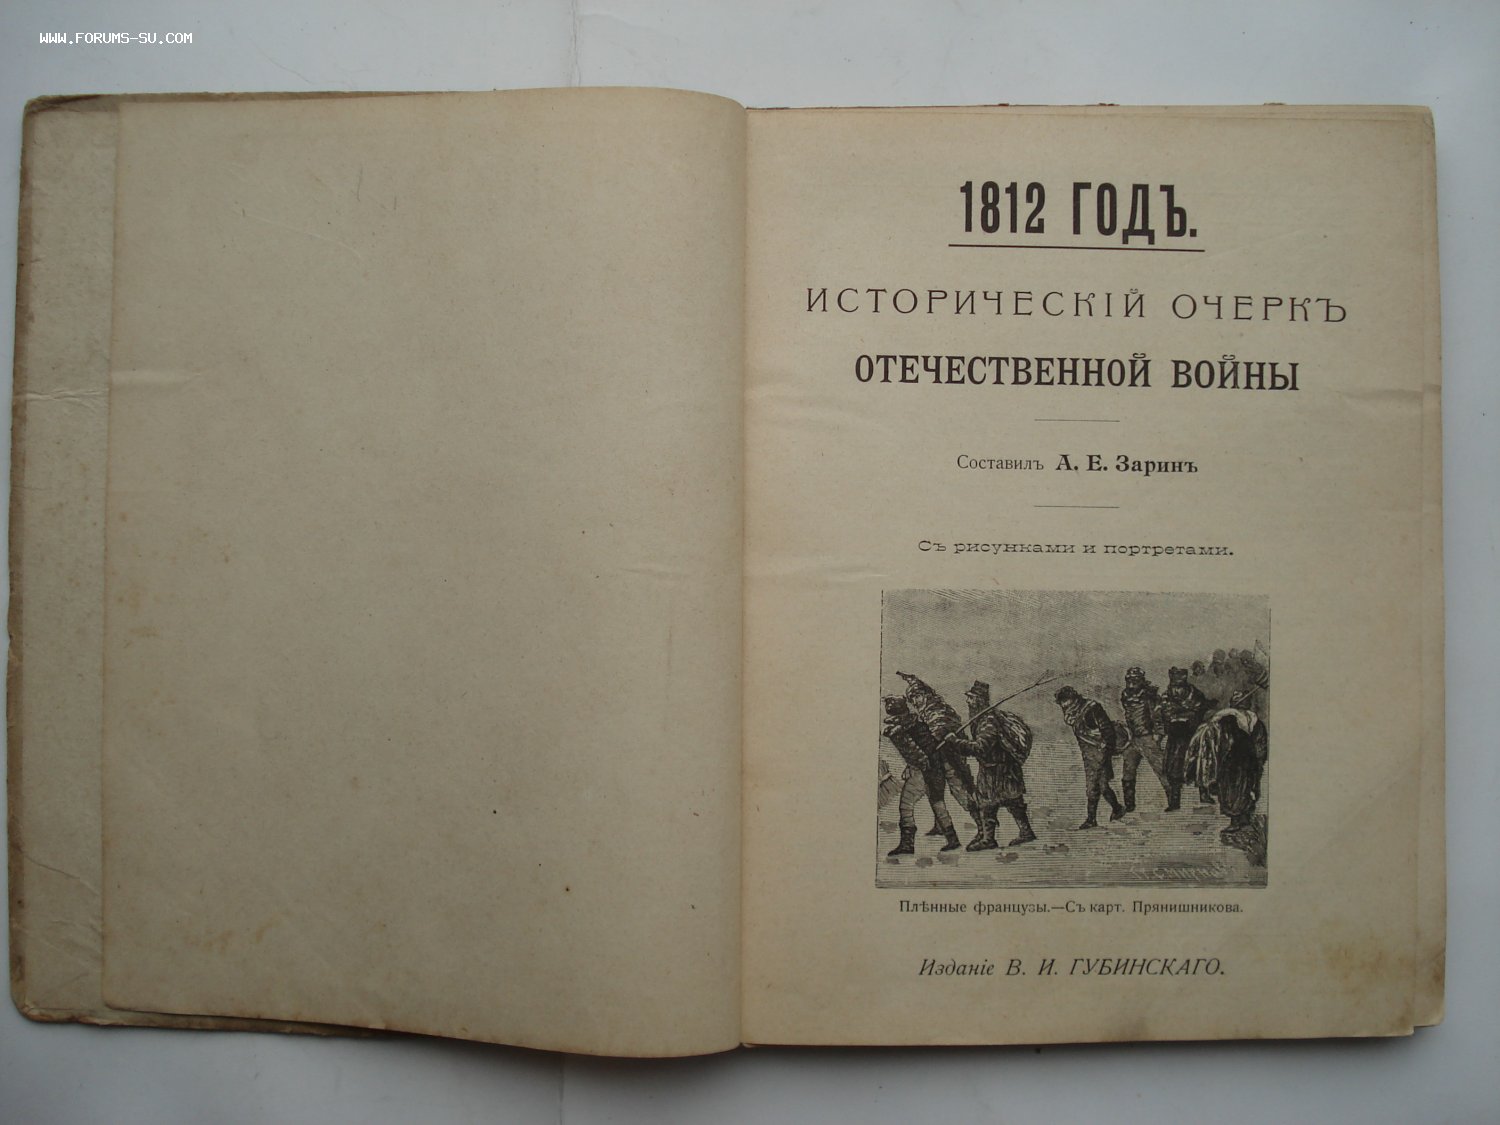 WWW.FORUMS-SU.COM
1812 ГОДЪ.
ИСТОРИЧЕСКІЙ ОЧЕРКЪ
ОТЕЧЕСТВЕННОЙ ВОЙНЫ
Составилъ А. Е. Заринъ
Съ рисунками и портретами.
Плѣнные французы.—Съ карт. Прянишникова.
Изданіе В. И. ГУБИНСКАГО.